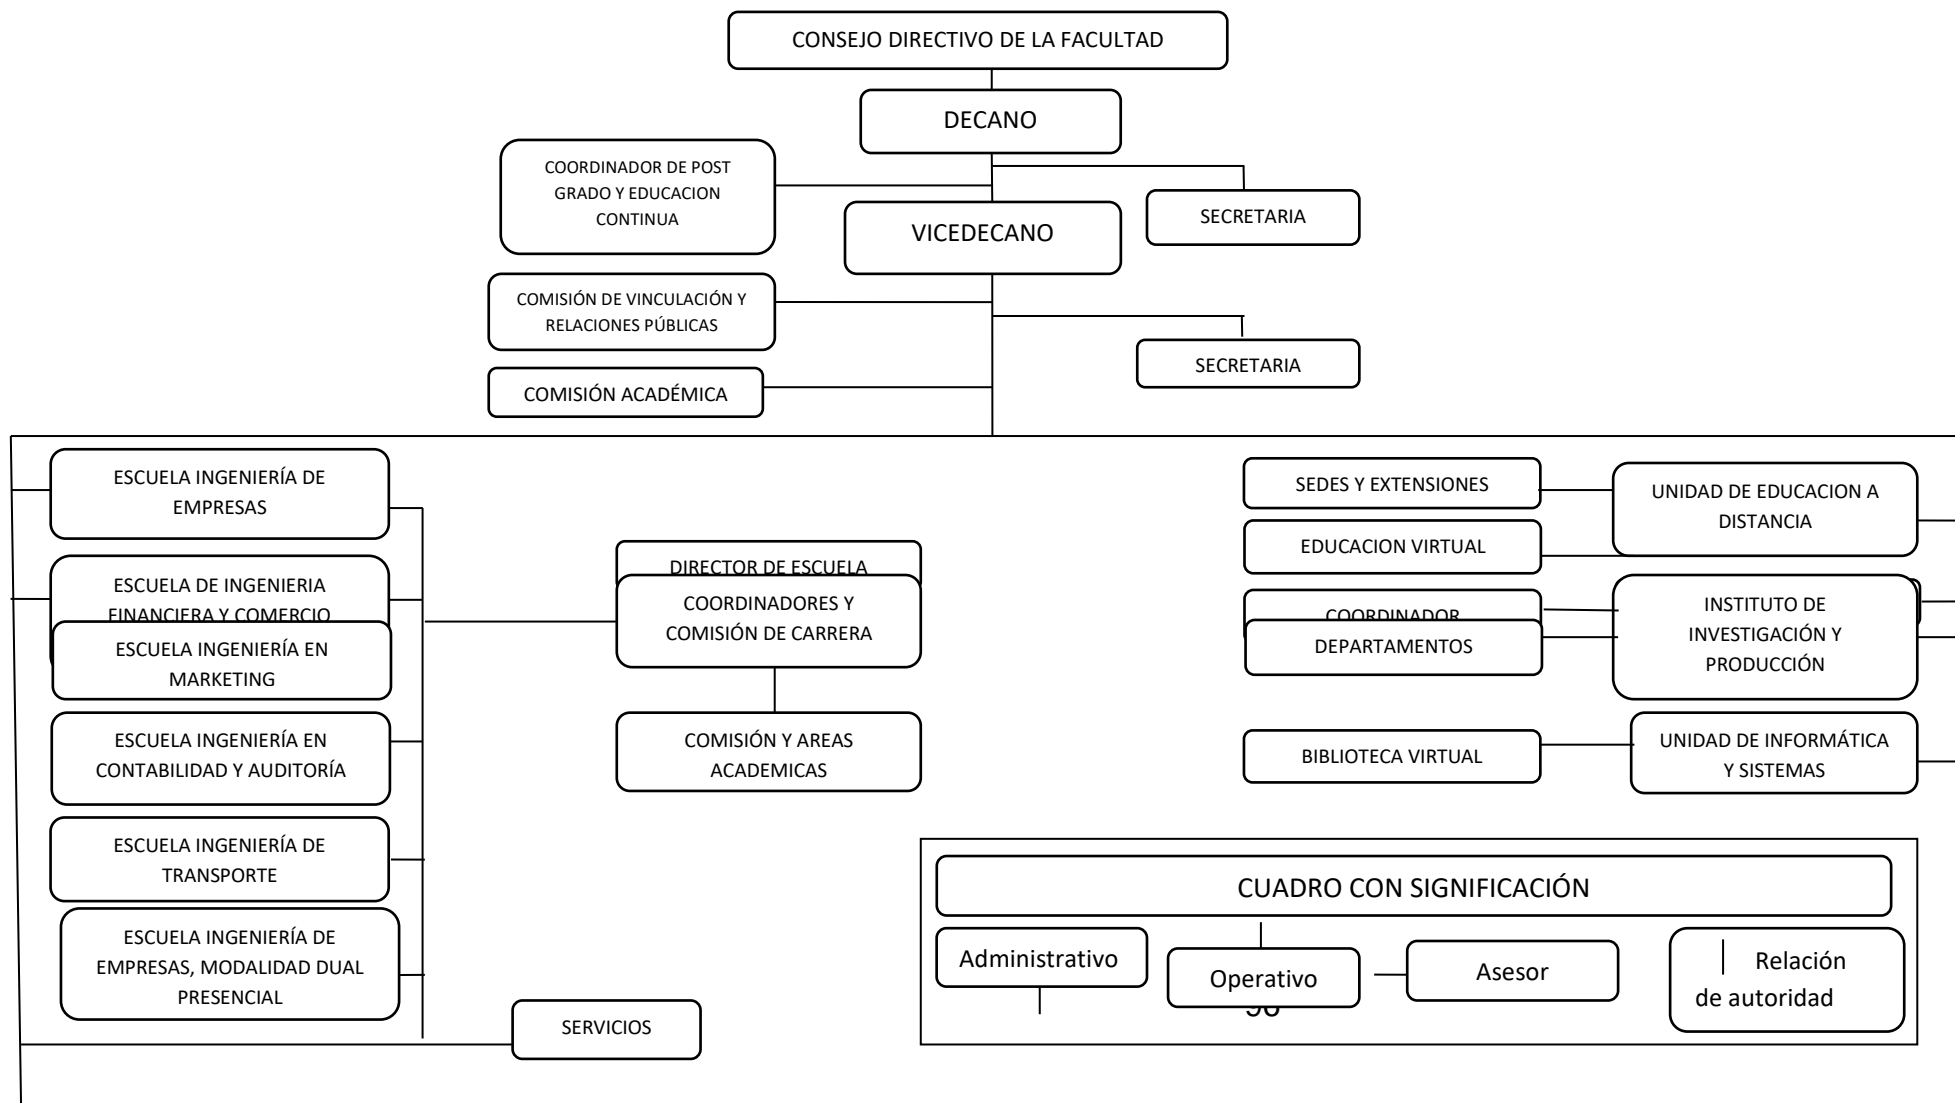 CONSEJO DIRECTIVO DE LA FACULTAD
DECANO
COORDINADOR DE POST
GRADO Y EDUCACION
CONTINUA
SECRETARIA
VICEDECANO
COMISIÓN DE VINCULACIÓN Y
RELACIONES PÚBLICAS
SECRETARIA
COMISIÓN ACADÉMICA
ESCUELA INGENIERÍA DE
EMPRESAS
ESCUELA DE INGENIERIA
FINANCIERA Y COMERCIO
ESCUELA INGENIERÍA EN
MARKETING
ESCUELA INGENIERÍA EN
CONTABILIDAD Y AUDITORÍA
ESCUELA INGENIERÍA DE
TRANSPORTE
ESCUELA INGENIERÍA DE
EMPRESAS, MODALIDAD DUAL
PRESENCIAL
DIRECTOR DE ESCUELA
COORDINADORES Y
COMISIÓN DE CARRERA
COMISIÓN Y AREAS
ACADEMICAS
SERVICIOS
SEDES Y EXTENSIONES
EDUCACION VIRTUAL
COORDINADOR
DEPARTAMENTOS
BIBLIOTECA VIRTUAL
UNIDAD DE EDUCACION A
DISTANCIA
INSTITUTO DE
INVESTIGACIÓN Y
PRODUCCIÓN
UNIDAD DE INFORMÁTICA
Y SISTEMAS
CUADRO CON SIGNIFICACIÓN
Administrativo
Operativo
Asesor
Relación
de autoridad